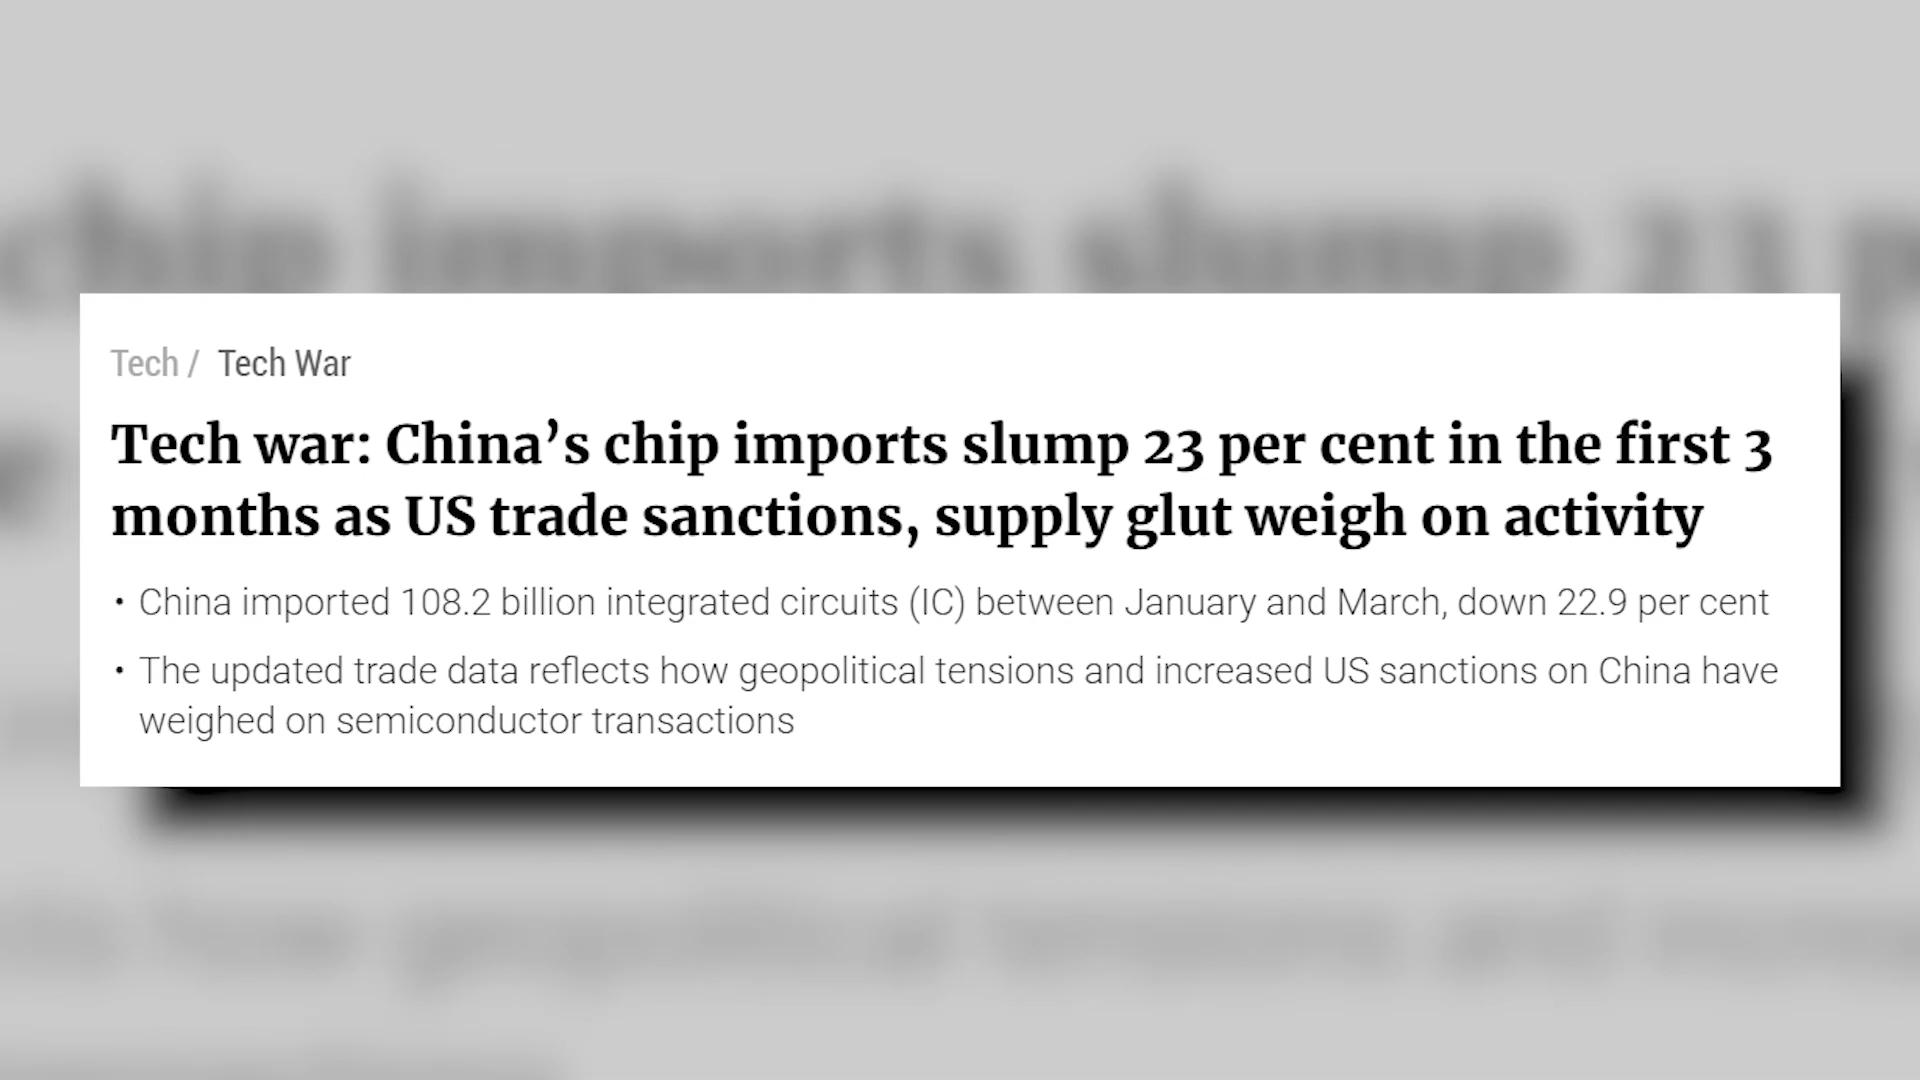 Tech / Tech War
Tech war: China’s chip imports slump 23 per cent in the first 3
months as US trade sanctions, supply glut weigh on activity
• China imported 108.2 billion integrated circuits (IC) between January and March, down 22.9 per cent
• The updated trade data reflects how geopolitical tensions and increased US sanctions on China have
weighed on semiconductor transactions